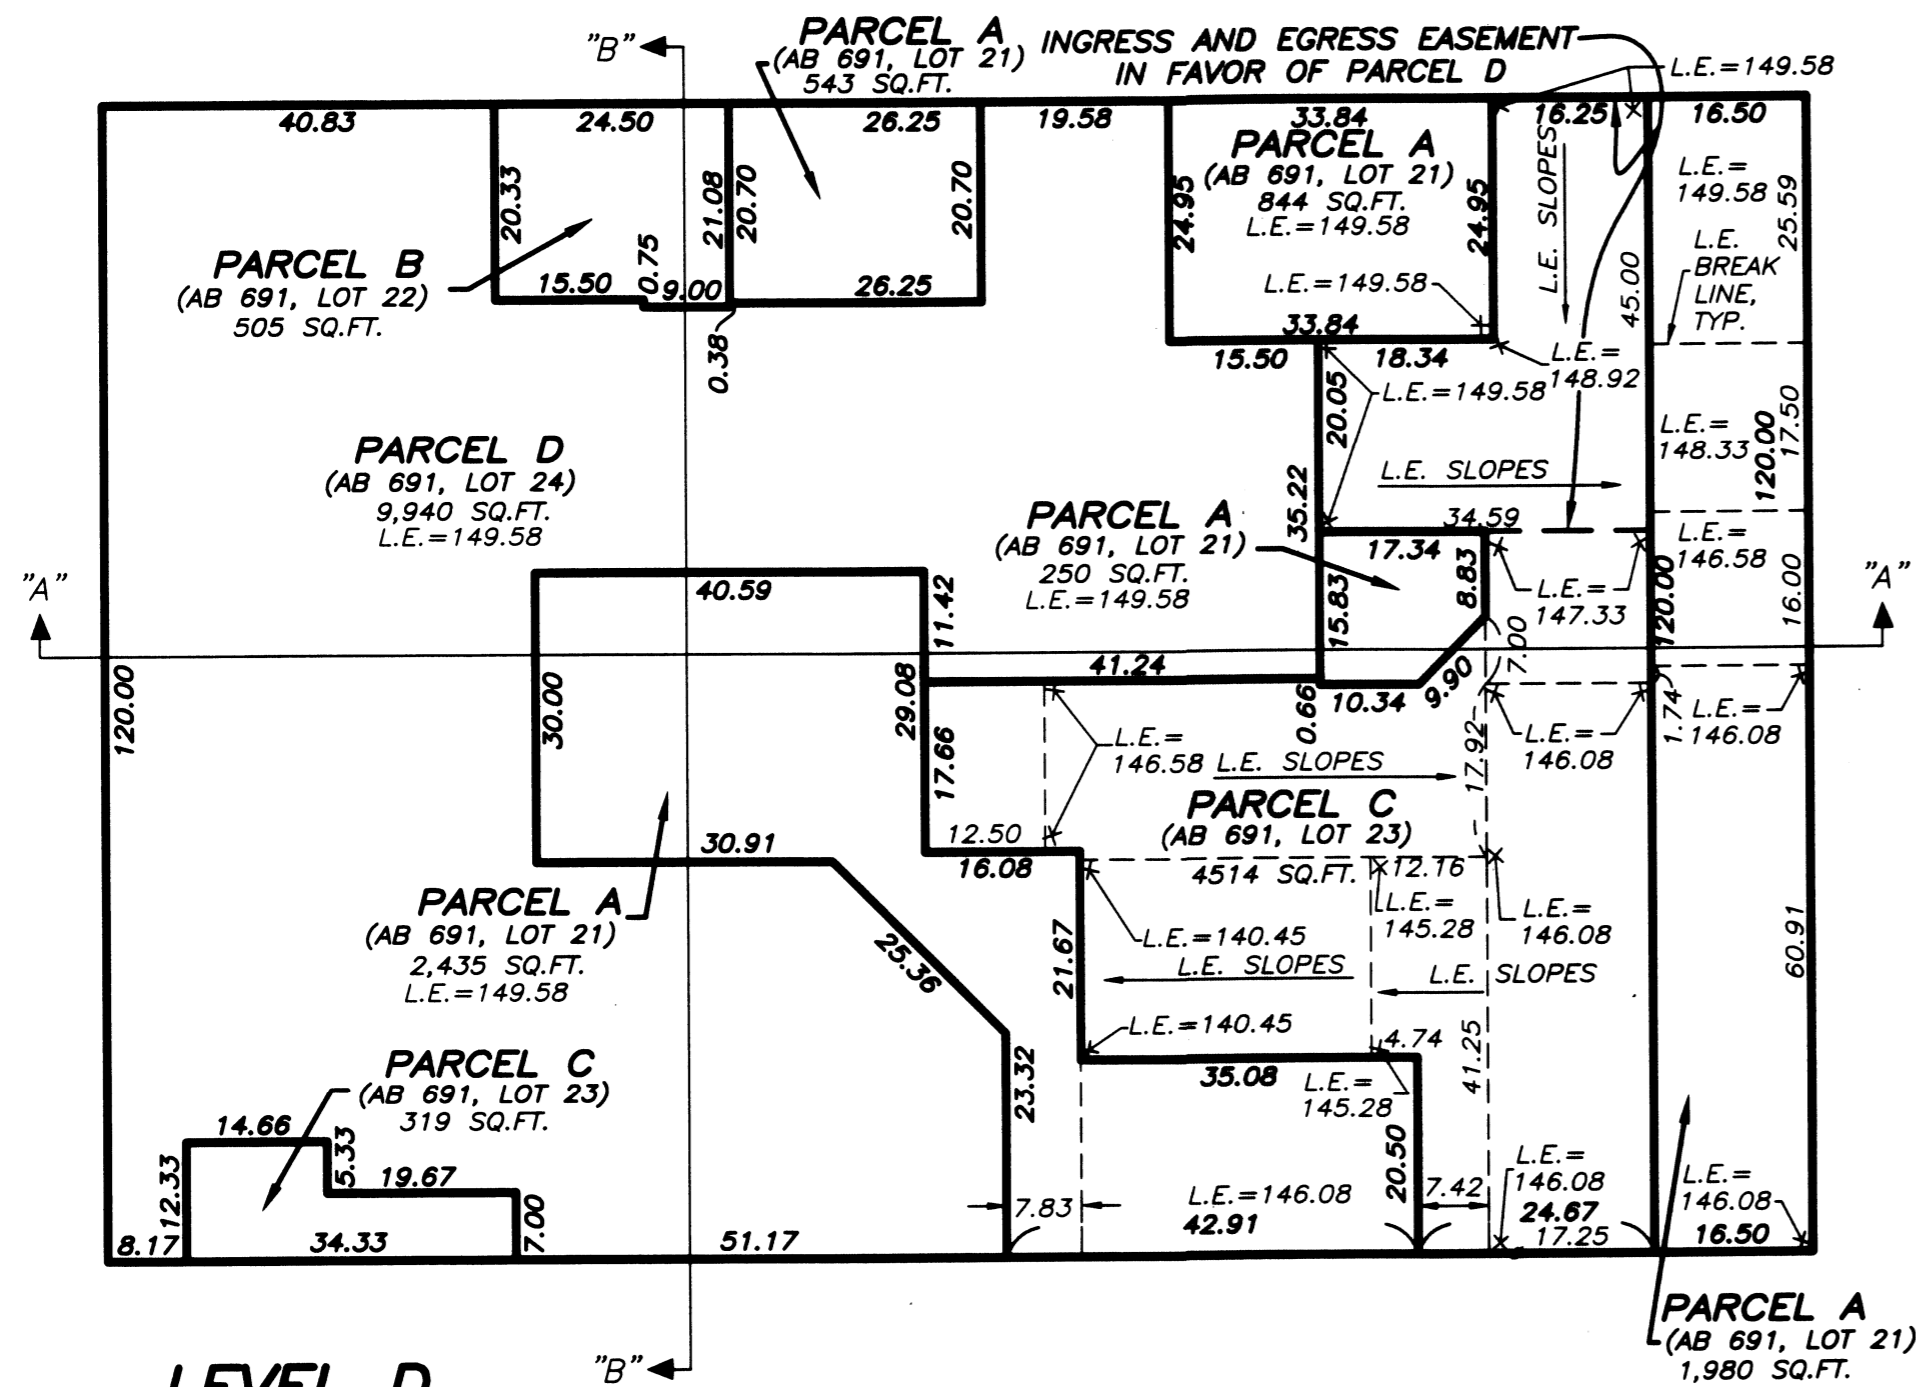 "B"
PARCEL A
(AB 691, LOT 21)
543 SQ.FT.
INGRESS AND EGRESS EASEMENT
IN FAVOR OF PARCEL D
L.E.=149.58
40.83
24.50
26.25
19.58
33.84
16.25
16.50
20.33
21.08
20.70
20.70
PARCEL A
(AB 691, LOT 21)
844 SQ.FT.
L.E.=149.58
24.95
24.95
L.E. SLOPES
45.00
L.E.=
149.58
25.59
L.E.
BREAK
LINE,
TYP.
PARCEL B
(AB 691, LOT 22)
505 SQ.FT.
15.50
0.75
9.00
26.25
0.38
L.E.=149.58
33.84
15.50
18.34
L.E.=
148.92
20.05
L.E.=149.58
L.E.=
148.33
17.50
120.00
PARCEL D
(AB 691, LOT 24)
9,940 SQ.FT.
L.E.=149.58
L.E. SLOPES
35.22
PARCEL A
(AB 691, LOT 21)
250 SQ.FT.
L.E.=149.58
34.59
17.34
8.83
15.83
L.E.=
147.33
120.00
L.E.=
146.58
16.00
"A"
"A"
40.59
11.42
41.24
10.34
9.90
7.00
0.66
120.00
30.00
29.08
17.66
L.E.=
146.58
L.E. SLOPES
17.92
L.E.=
146.08
1.74
L.E.=
146.08
PARCEL C
(AB 691, LOT 23)
4514 SQ.FT.
12.50
16.08
12.16
L.E.=
145.28
L.E.=
146.08
30.91
PARCEL A
(AB 691, LOT 21)
2,435 SQ.FT.
L.E.=149.58
25.36
21.67
L.E.=140.45
L.E. SLOPES
L.E. SLOPES
60.91
L.E.=140.45
4.74
41.25
35.08
L.E.=
145.28
23.32
PARCEL C
(AB 691, LOT 23)
319 SQ.FT.
14.66
5.33
12.33
19.67
7.00
8.17
34.33
51.17
7.83
L.E.=146.08
42.91
20.50
7.42
L.E.=
146.08
24.67
17.25
L.E.=
146.08
16.50
PARCEL A
(AB 691, LOT 21)
1,980 SQ.FT.
"B"
LEVEL D